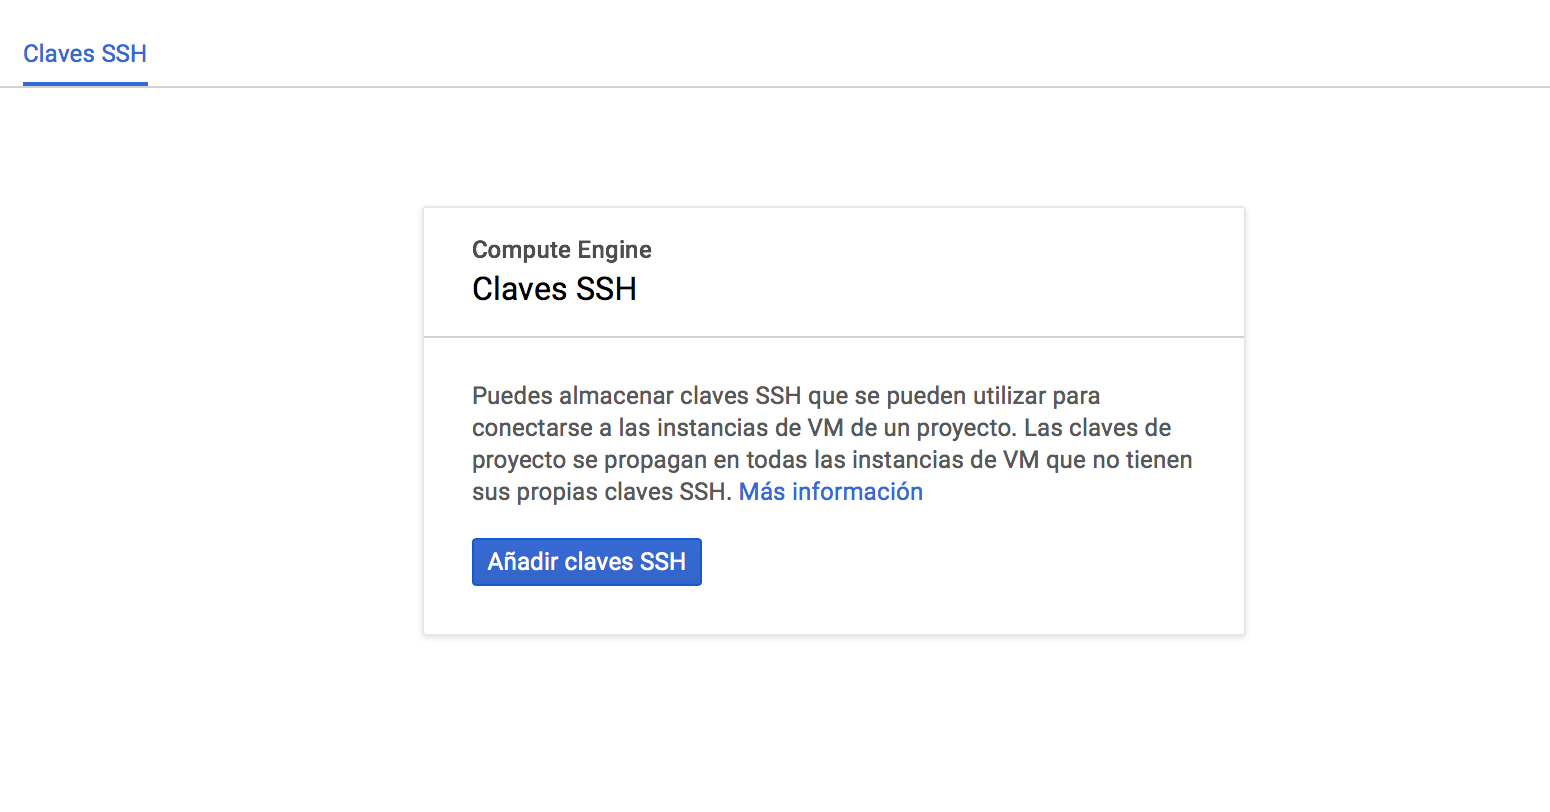 Claves SSH
Compute Engine
Claves SSH
Puedes almacenar claves SSH que se pueden utilizar para
conectarse a las instancias de VM de un proyecto. Las claves de
proyecto se propagan en todas las instancias de VM que no tienen
sus propias claves SSH. Más información
Añadir claves SSH